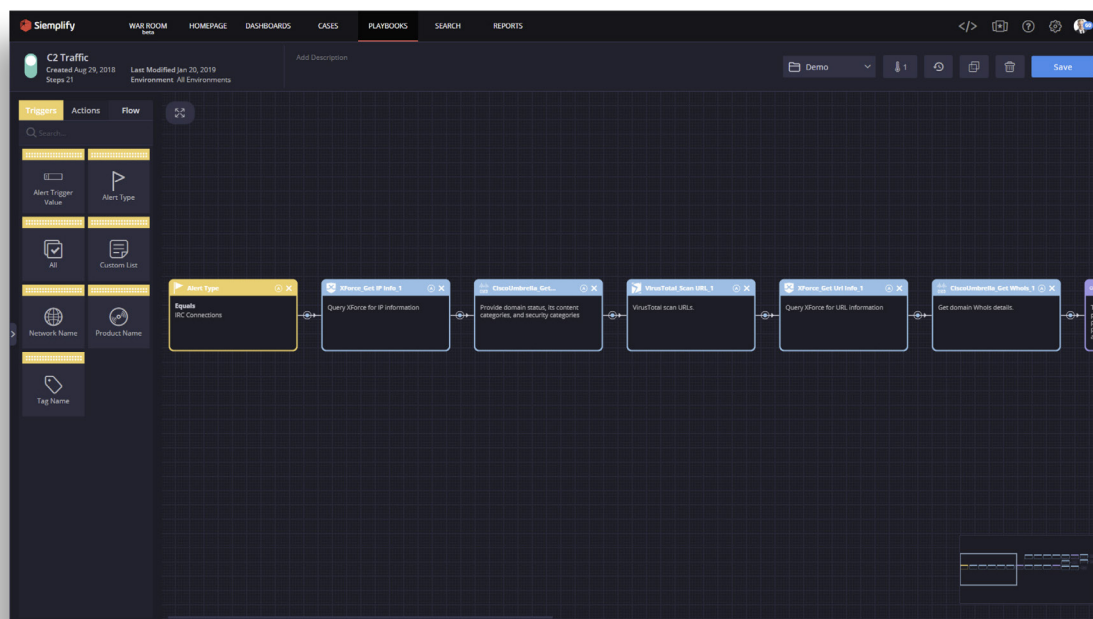 Siemplify
WAR ROOM
beta
HOMEPAGE
DASHBOARDS
CASES
PLAYBOOKS
SEARCH
REPORTS
C2 Traffic
Created Aug 29, 2018
Last Modified Jan 20, 2019
Steps 21
Environment All Environments
Add Description
Demo
1
Save
Triggers
Actions
Flow
Search...
Alert Trigger
Value
Alert Type
All
Custom List
Network Name
Product Name
Tag Name
Alert Type
Equals
IRC Connections
XForce_Get IP Info_1
Query XForce for IP information
CiscoUmbrella_Get...
Provide domain status, its content
categories, and security categories
VirusTotal_Scan URL_1
VirusTotal scan URLs.
XForce_Get Url Info_1
Query XForce for URL information
CiscoUmbrella_Get WhoIs_1
Get domain WhoIs details.